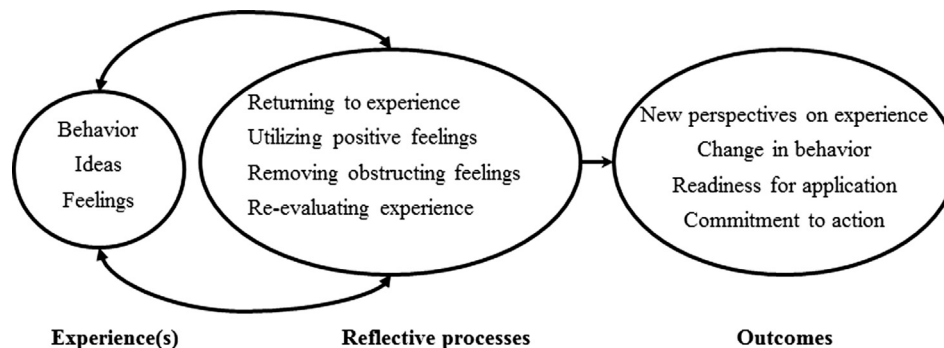 Behavior
Ideas
Feelings
Returning to experience
Utilizing positive feelings
Removing obstructing feelings
Re-evaluating experience
New perspectives on experience
Change in behavior
Readiness for application
Commitment to action
Experience(s)
Reflective processes
Outcomes